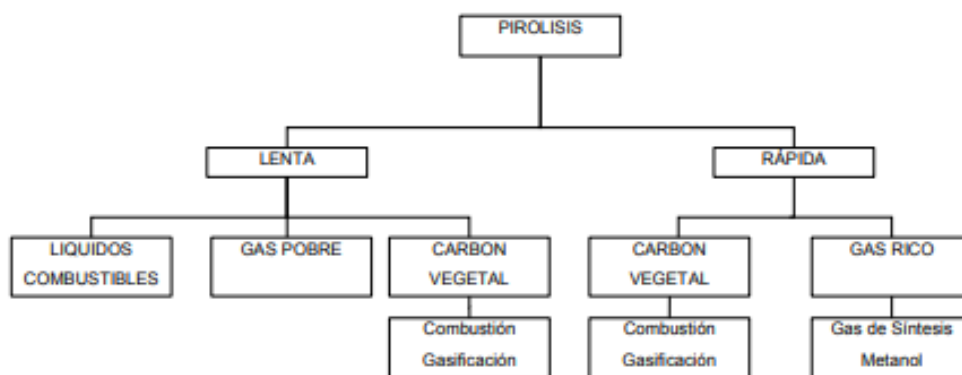 PIROLISIS
LENTA
RÁPIDA
LIQUIDOS
COMBUSTIBLES
GAS POBRE
CARBON
VEGETAL
CARBON
VEGETAL
GAS RICO
Combustión
Gasificación
Combustión
Gasificación
Gas de Síntesis
Metanol